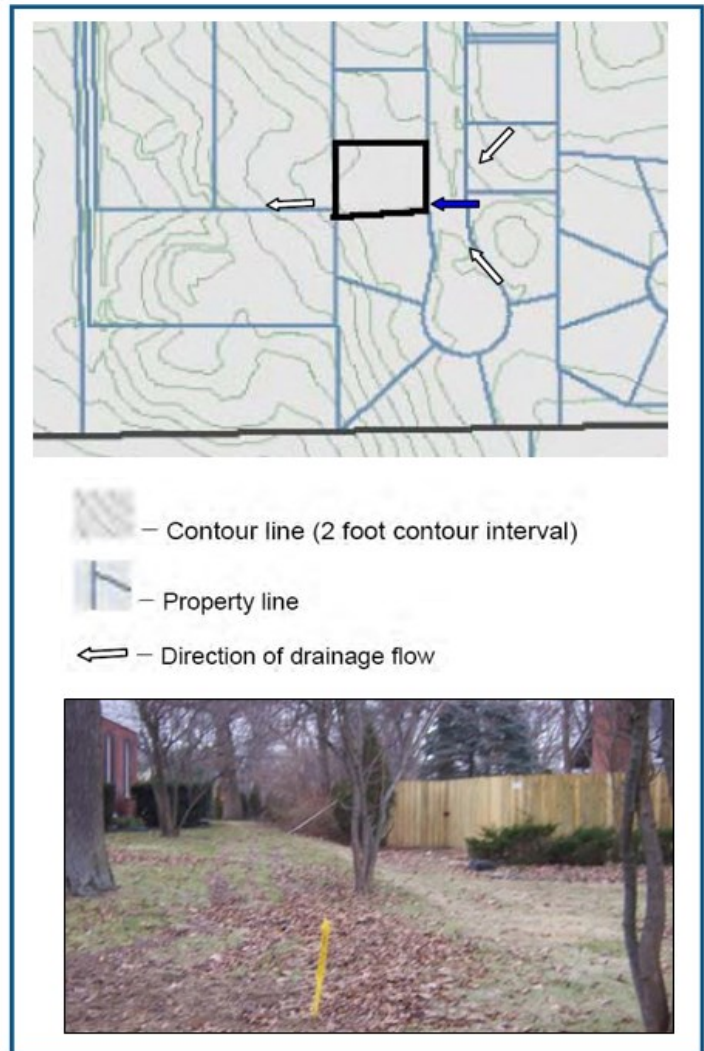 – Contour line (2 foot contour interval)
– Property line
– Direction of drainage flow